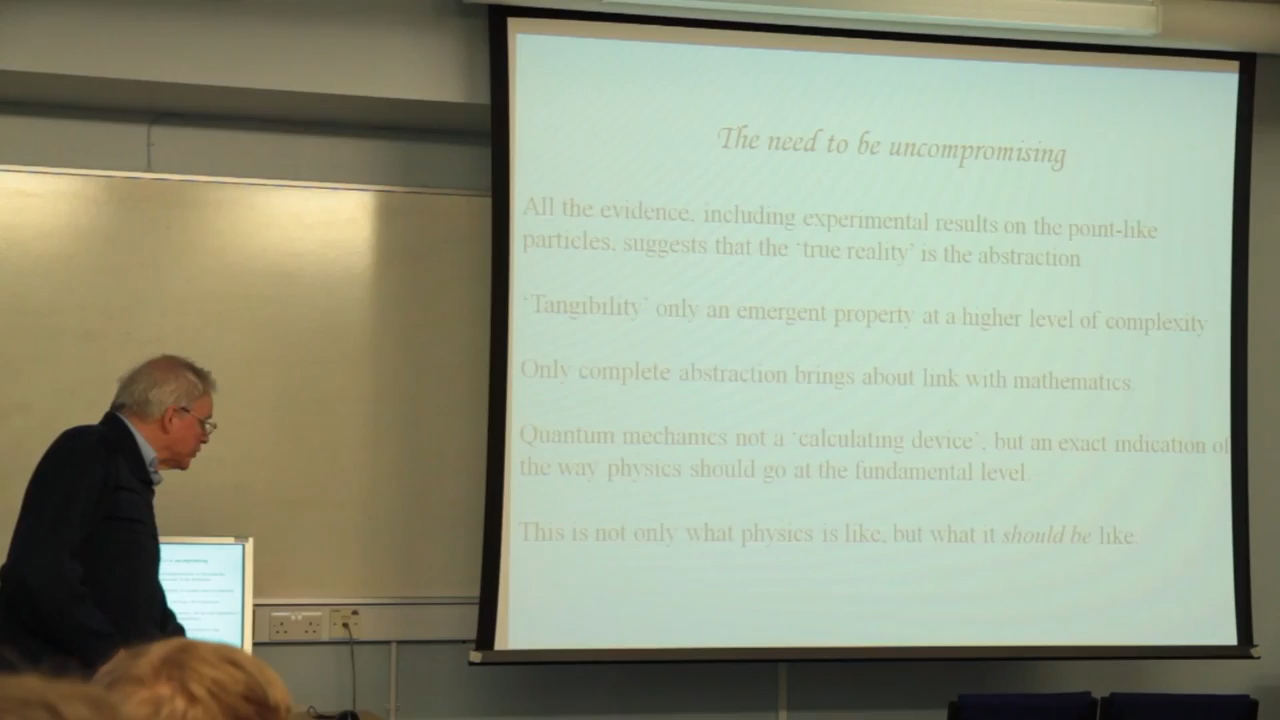 The need to be uncompromising
All the evidence, including experimental results on the point-like
particles, suggests that the ‘true reality’ is the abstraction
‘Tangibility’ only an emergent property at a higher level of complexity
Only complete abstraction brings about link with mathematics.
Quantum mechanics not a ‘calculating device’, but an exact indication of
the way physics should go at the fundamental level.
This is not only what physics is like, but what it should be like.